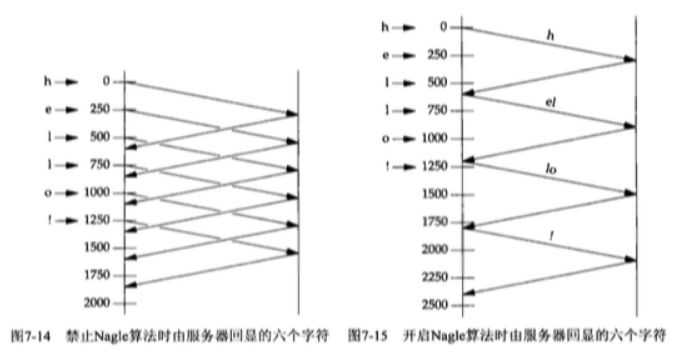 h 0
e 250
l 500
l 750
o 1000
! 1250
1500
1750
2000
图7-14 禁止Nagle算法时由服务器回显的六个字符
h 0
e 250
l 500
l 750
o 1000
! 1250
1500
1750
2000
2250
2500
h
el
lo
!
图7-15 开启Nagle算法时由服务器回显的六个字符